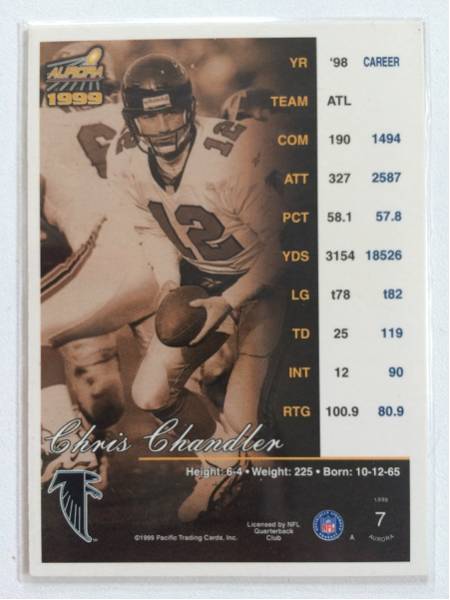 AURORA
1999
YR '98 CAREER
TEAM ATL
COM 190 1494
ATT 327 2587
PCT 58.1 57.8
YDS 3154 18526
LG t78 t82
TD 25 119
INT 12 90
RTG 100.9 80.9
12
12
Chris Chandler
Height: 6-4 • Weight: 225 • Born: 10-12-65
©1999 Pacific Trading Cards, Inc.
Licensed by NFL
Quarterback
Club
A
7
AURORA